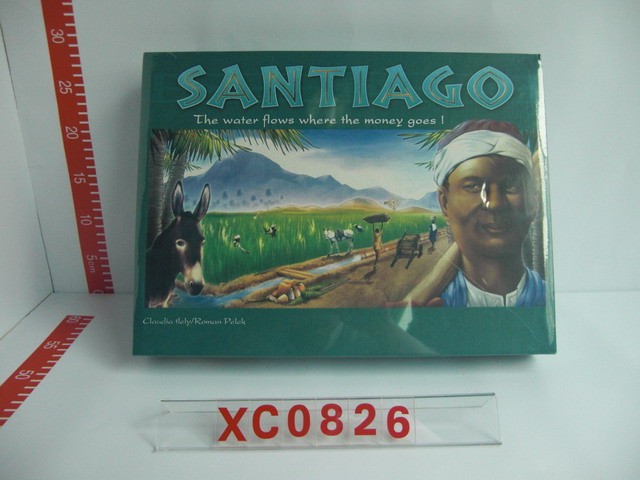 SANTIAGO
The water flows where the money goes !
Claudia Hely/Roman Pelek
XC0826
30
25
20
15
10
5cm
60
55
50